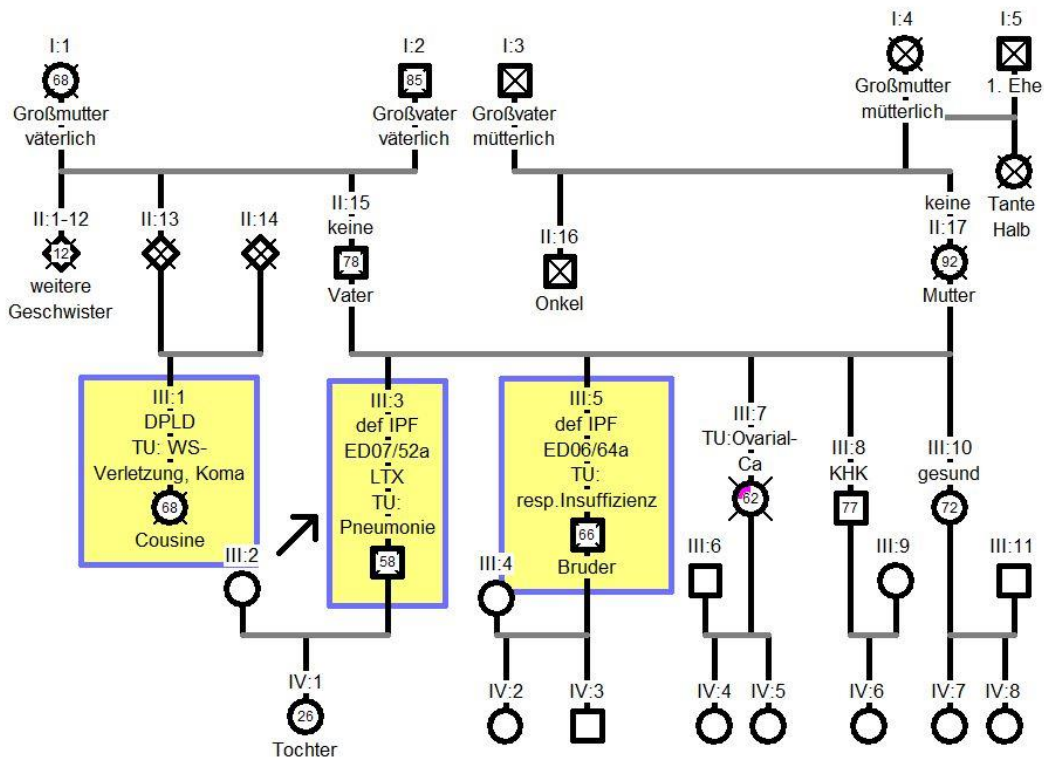 I:1
I:2
I:3
I:4
I:5
68
85
Großmutter
väterlich
Großvater
väterlich
Großvater
mütterlich
Großmutter
mütterlich
1. Ehe
II:1-12
II:13
II:14
II:15
keine
keine
II:17
Tante
Halb
12
weitere
Geschwister
78
Vater
II:16
Onkel
92
Mutter
III:1
DPLD
TU: WS-
Verletzung, Koma
68
Cousine
III:2
III:3
def IPF
ED07/52a
LTX
TU:
Pneumonie
58
III:4
III:5
def IPF
ED06/64a
TU:
resp.Insuffizienz
66
Bruder
III:6
III:7
TU:Ovarial-
Ca
62
III:8
KHK
77
III:9
III:10
gesund
72
III:11
IV:1
26
Tochter
IV:2
IV:3
IV:4
IV:5
IV:6
IV:7
IV:8